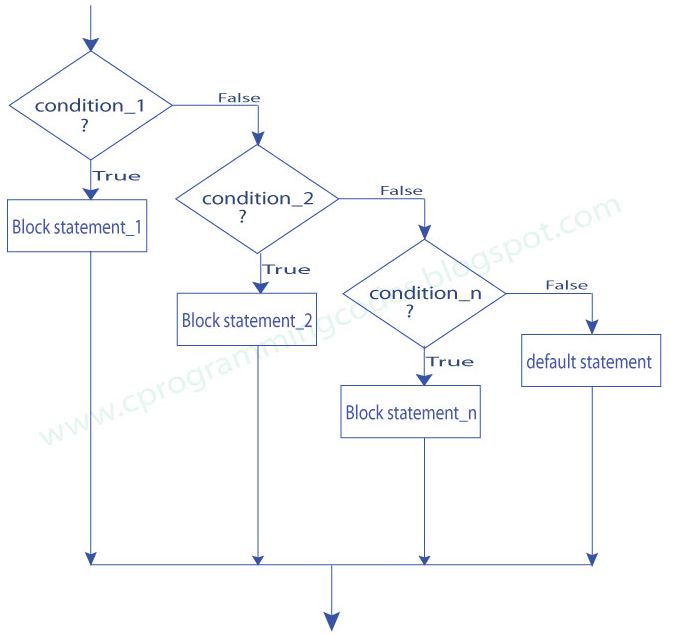 condition_1
?
False
True
Block statement_1
condition_2
?
False
True
Block statement_2
condition_n
?
False
True
Block statement_n
default statement
www.cprogrammingcodes.blogspot.com